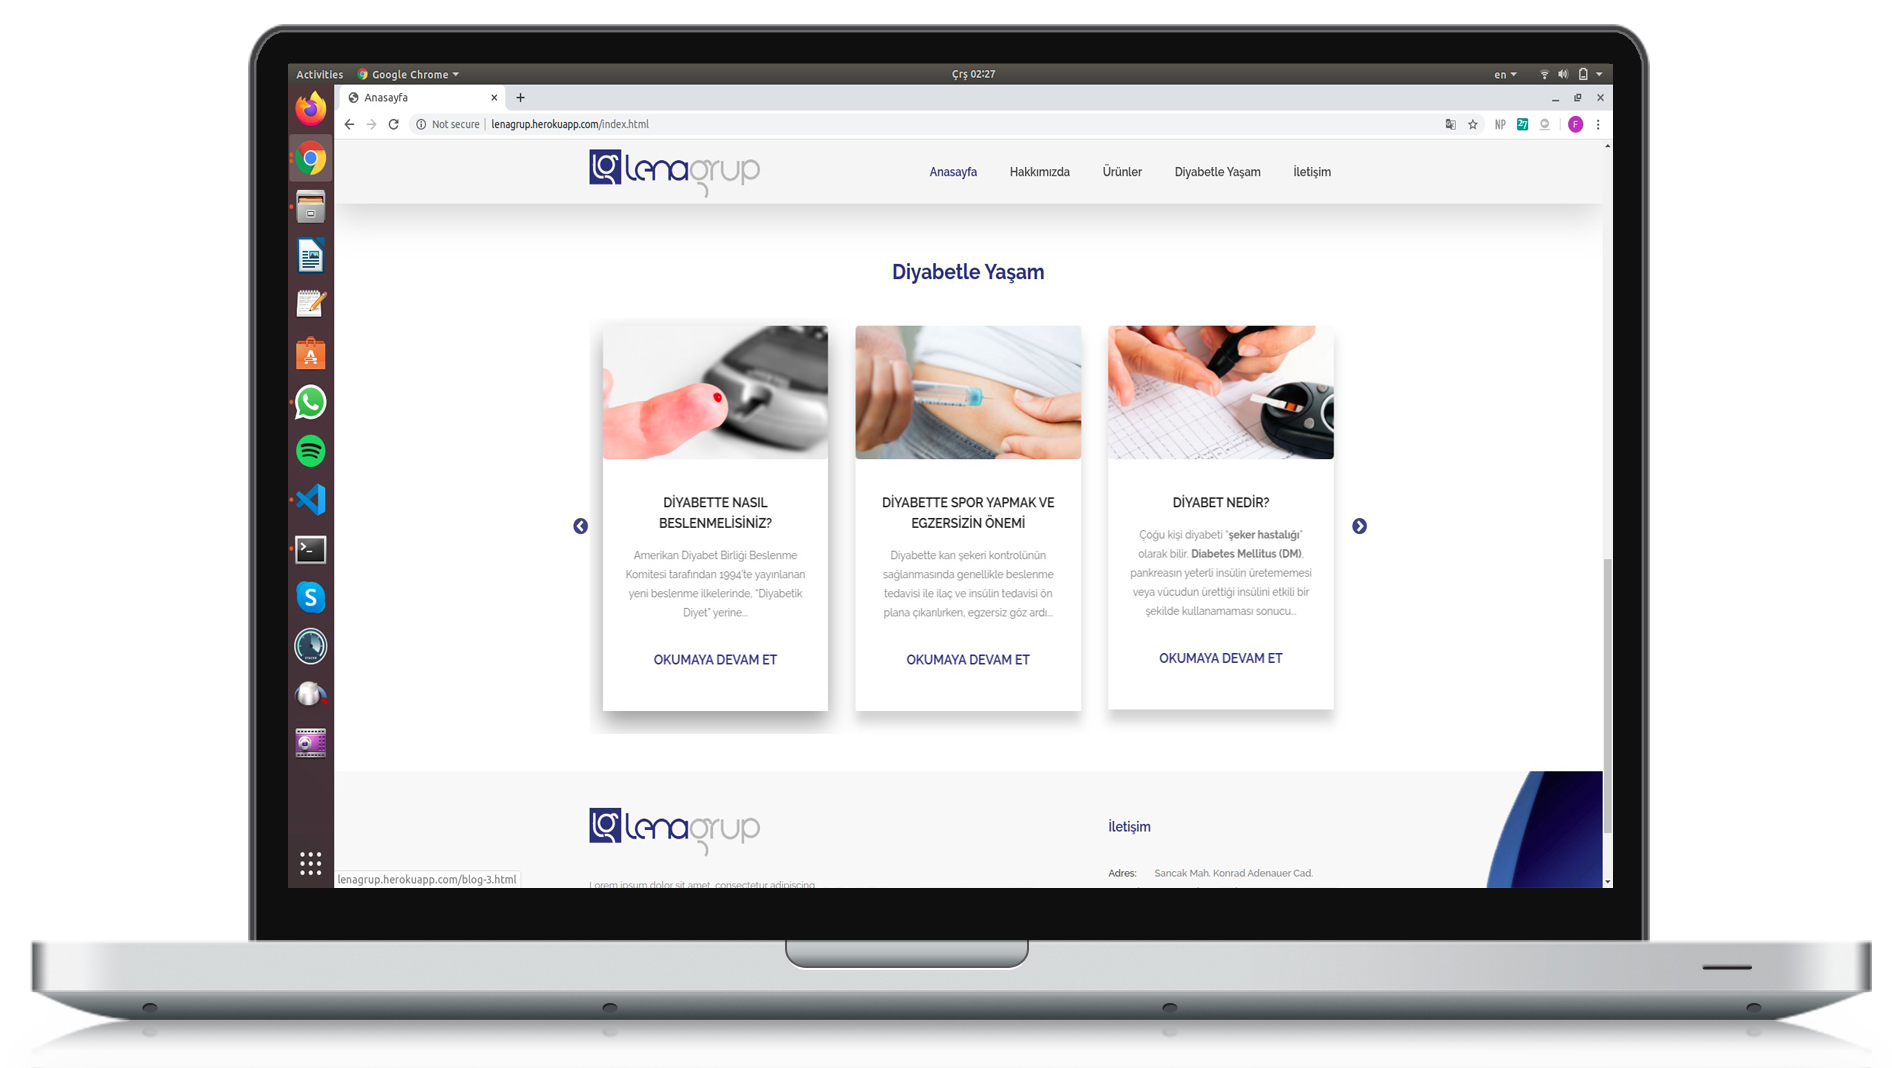 Activities
Google Chrome
Çrş 02:27
en
Anasayfa
Not secure
lenagrup.herokuapp.com/index.html
NP
F
lg lenagrup
Anasayfa
Hakkımızda
Ürünler
Diyabetle Yaşam
İletişim
Diyabetle Yaşam
DİYABETTE NASIL
BESLENMELİSİNİZ?
Amerikan Diyabet Birliği Beslenme
Komitesi tarafından 1994'te yayınlanan
yeni beslenme ilkelerinde, "Diyabetik
Diyet" yerine...
OKUMAYA DEVAM ET
DİYABETTE SPOR YAPMAK VE
EGZERSİZİN ÖNEMİ
Diyabette kan şekeri kontrolünün
sağlanmasında genellikle beslenme
tedavisi ile ilaç ve insülin tedavisi ön
plana çıkarılırken, egzersiz göz ardı...
OKUMAYA DEVAM ET
DİYABET NEDİR?
Çoğu kişi diyabeti "şeker hastalığı"
olarak bilir. Diabetes Mellitus (DM),
pankreasın yeterli insülin üretememesi
veya vücudun ürettiği insülini etkili bir
şekilde kullanamaması sonucu...
OKUMAYA DEVAM ET
lg lenagrup
Lorem ipsum dolor sit amet, consectetur adipiscing
İletişim
Adres: Sancak Mah. Konrad Adenauer Cad.
lenagrup.herokuapp.com/blog-3.html